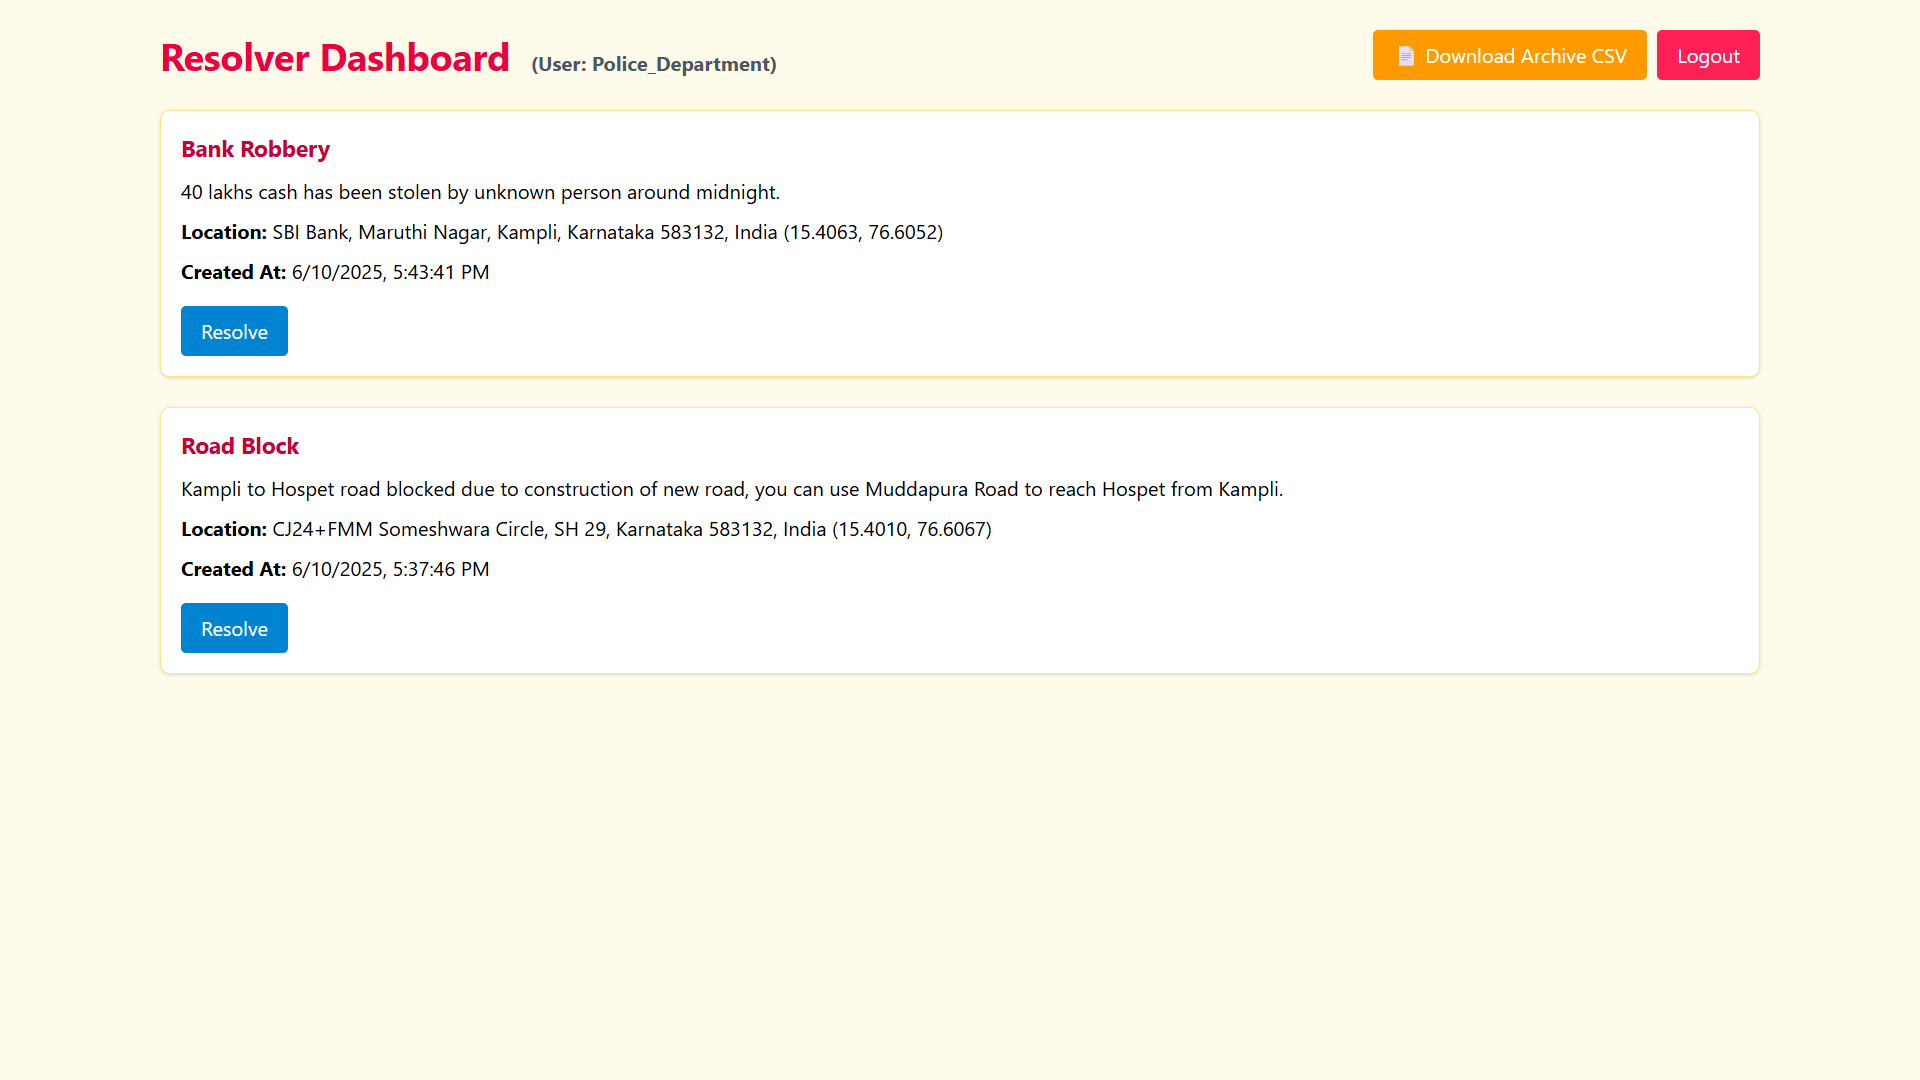 Resolver Dashboard (User: Police_Department)
Download Archive CSV
Logout
Bank Robbery
40 lakhs cash has been stolen by unknown person around midnight.
Location: SBI Bank, Maruthi Nagar, Kampli, Karnataka 583132, India (15.4063, 76.6052)
Created At: 6/10/2025, 5:43:41 PM
Resolve
Road Block
Kampli to Hospet road blocked due to construction of new road, you can use Muddapura Road to reach Hospet from Kampli.
Location: CJ24+FMM Someshwara Circle, SH 29, Karnataka 583132, India (15.4010, 76.6067)
Created At: 6/10/2025, 5:37:46 PM
Resolve